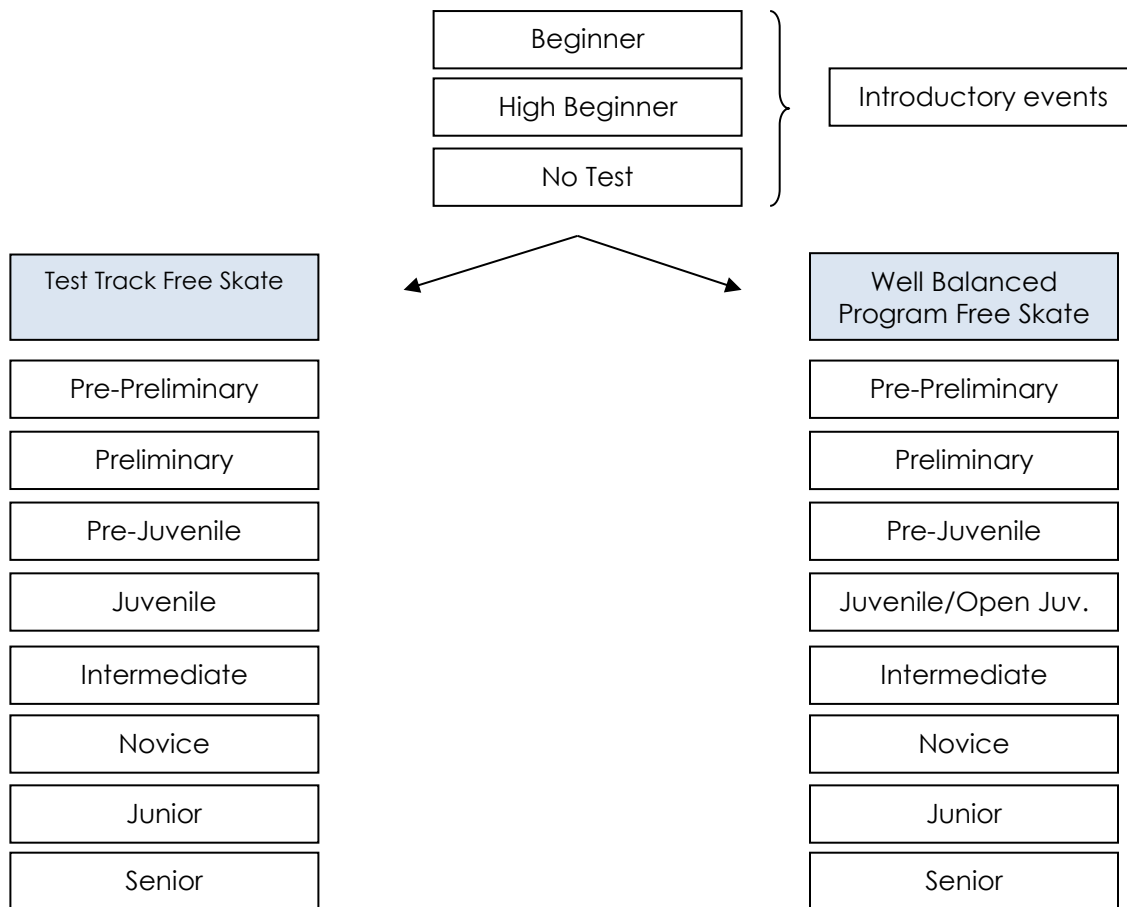 Beginner
High Beginner
No Test
Introductory events
Test Track Free Skate
Pre-Preliminary
Preliminary
Pre-Juvenile
Juvenile
Intermediate
Novice
Junior
Senior
Well Balanced
Program Free Skate
Pre-Preliminary
Preliminary
Pre-Juvenile
Juvenile/Open Juv.
Intermediate
Novice
Junior
Senior